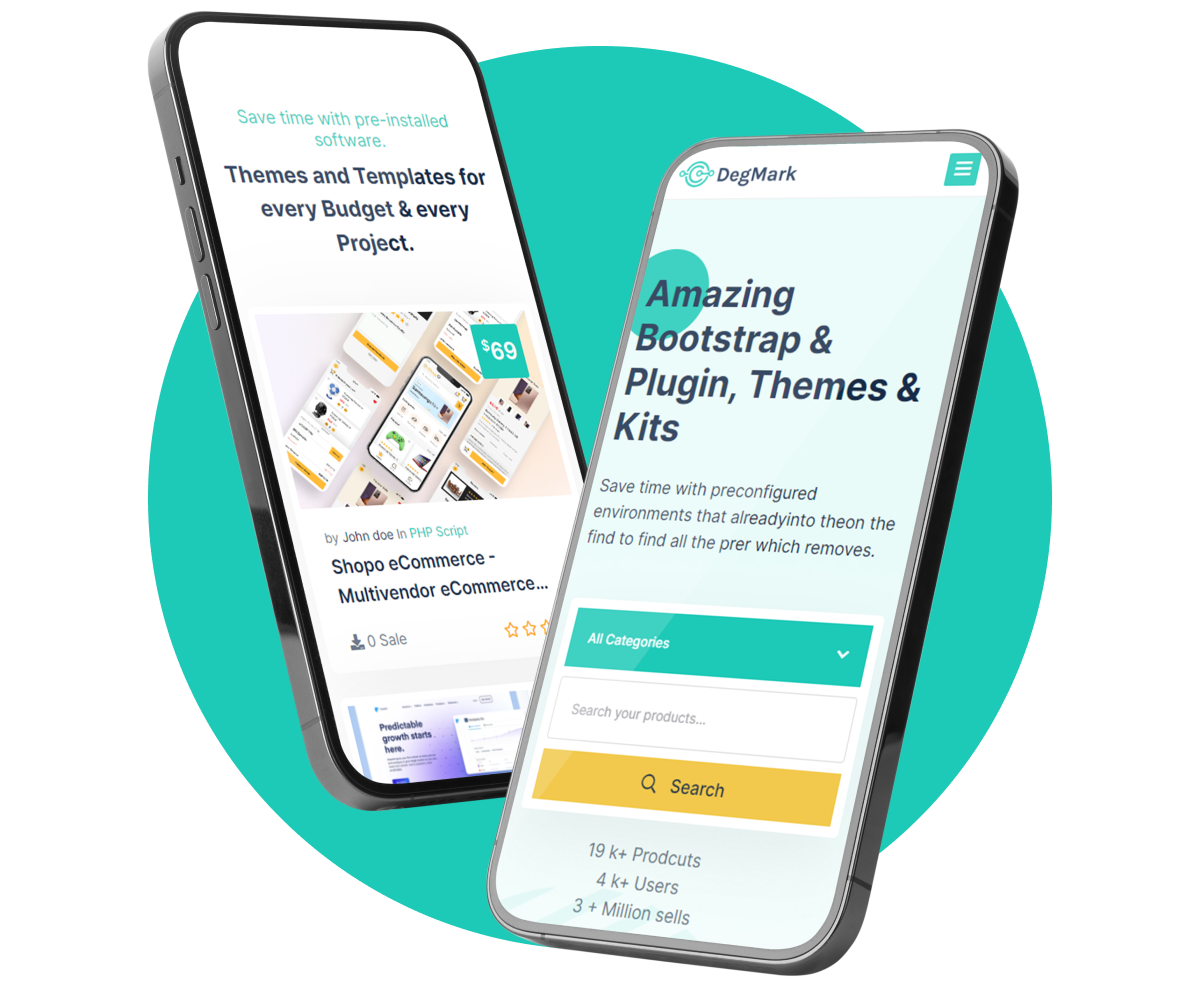 Save time with pre-installed
software.
Themes and Templates for
every Budget & every
Project.
$69
by John doe In PHP Script
Shopo eCommerce -
Multivendor eCommerce...
0 Sale
Predictable
growth starts
here.
DegMark
Amazing
Bootstrap &
Plugin, Themes &
Kits
Save time with preconfigured
environments that alreadyinto theon the
find to find all the prer which removes.
All Categories
Search your products...
Search
19 k+ Prodcuts
4 k+ Users
3 + Million sells